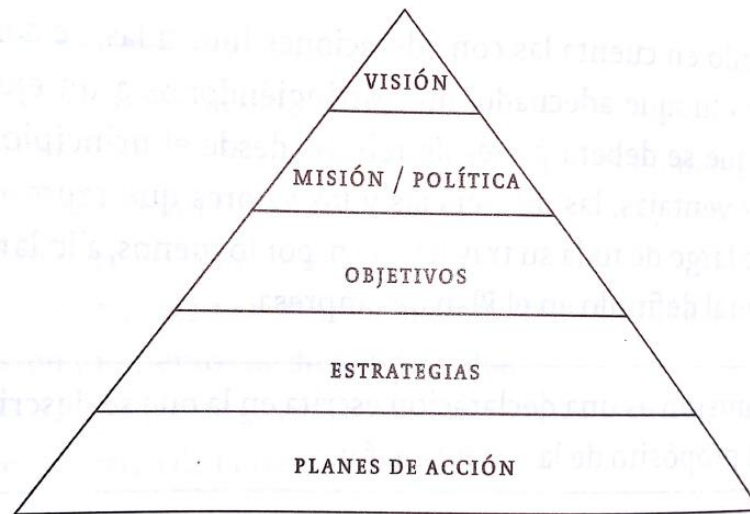 VISIÓN
MISIÓN / POLÍTICA
OBJETIVOS
ESTRATEGIAS
PLANES DE ACCIÓN